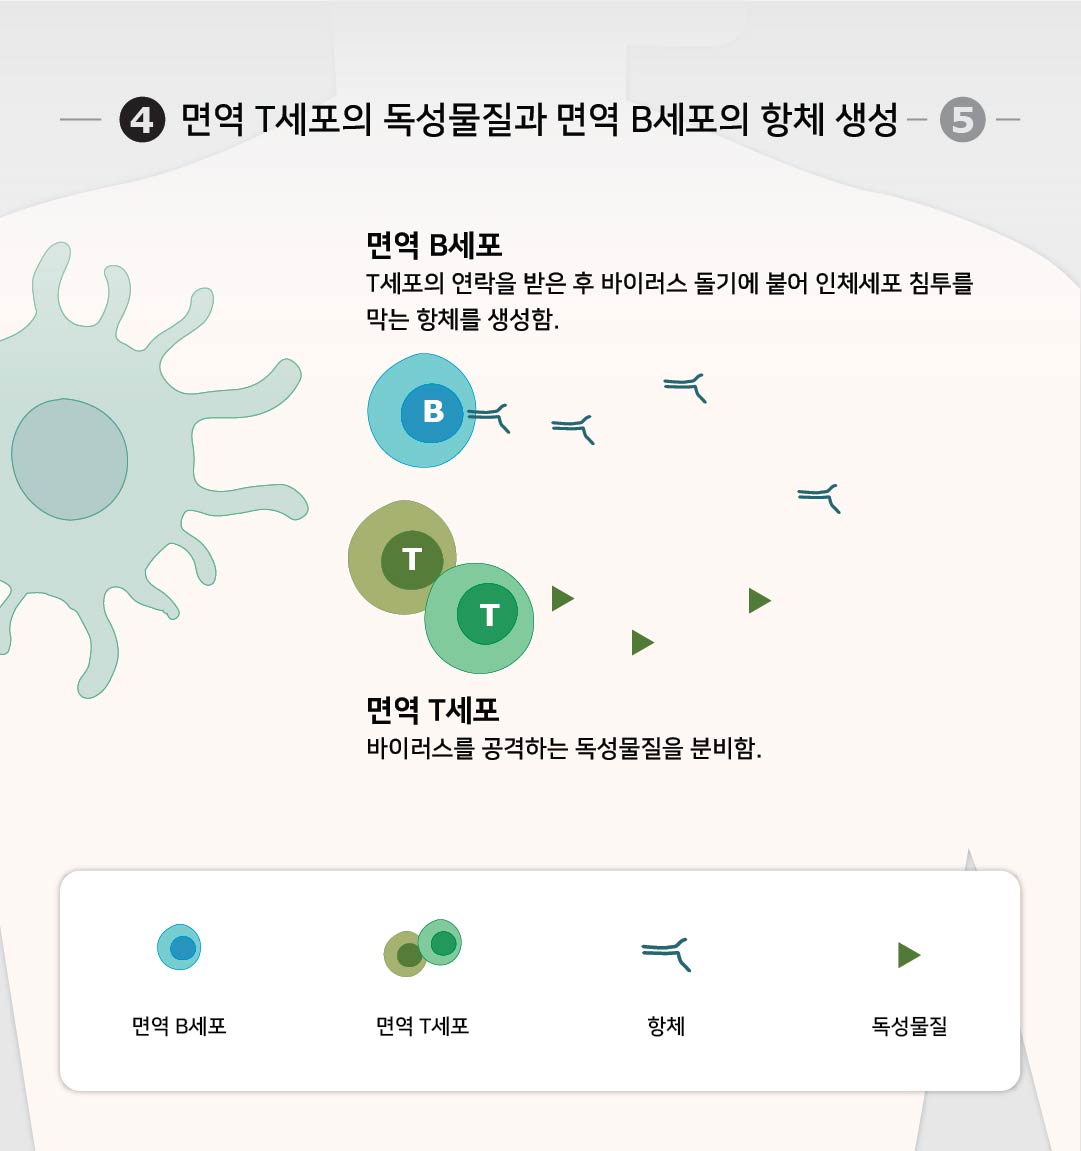 4 면역 T세포의 독성물질과 면역 B세포의 항체 생성 5
면역 B세포
T세포의 연락을 받은 후 바이러스 돌기에 붙어 인체세포 침투를
막는 항체를 생성함.
B
T
T
면역 T세포
바이러스를 공격하는 독성물질을 분비함.
면역 B세포 면역 T세포 항체 독성물질